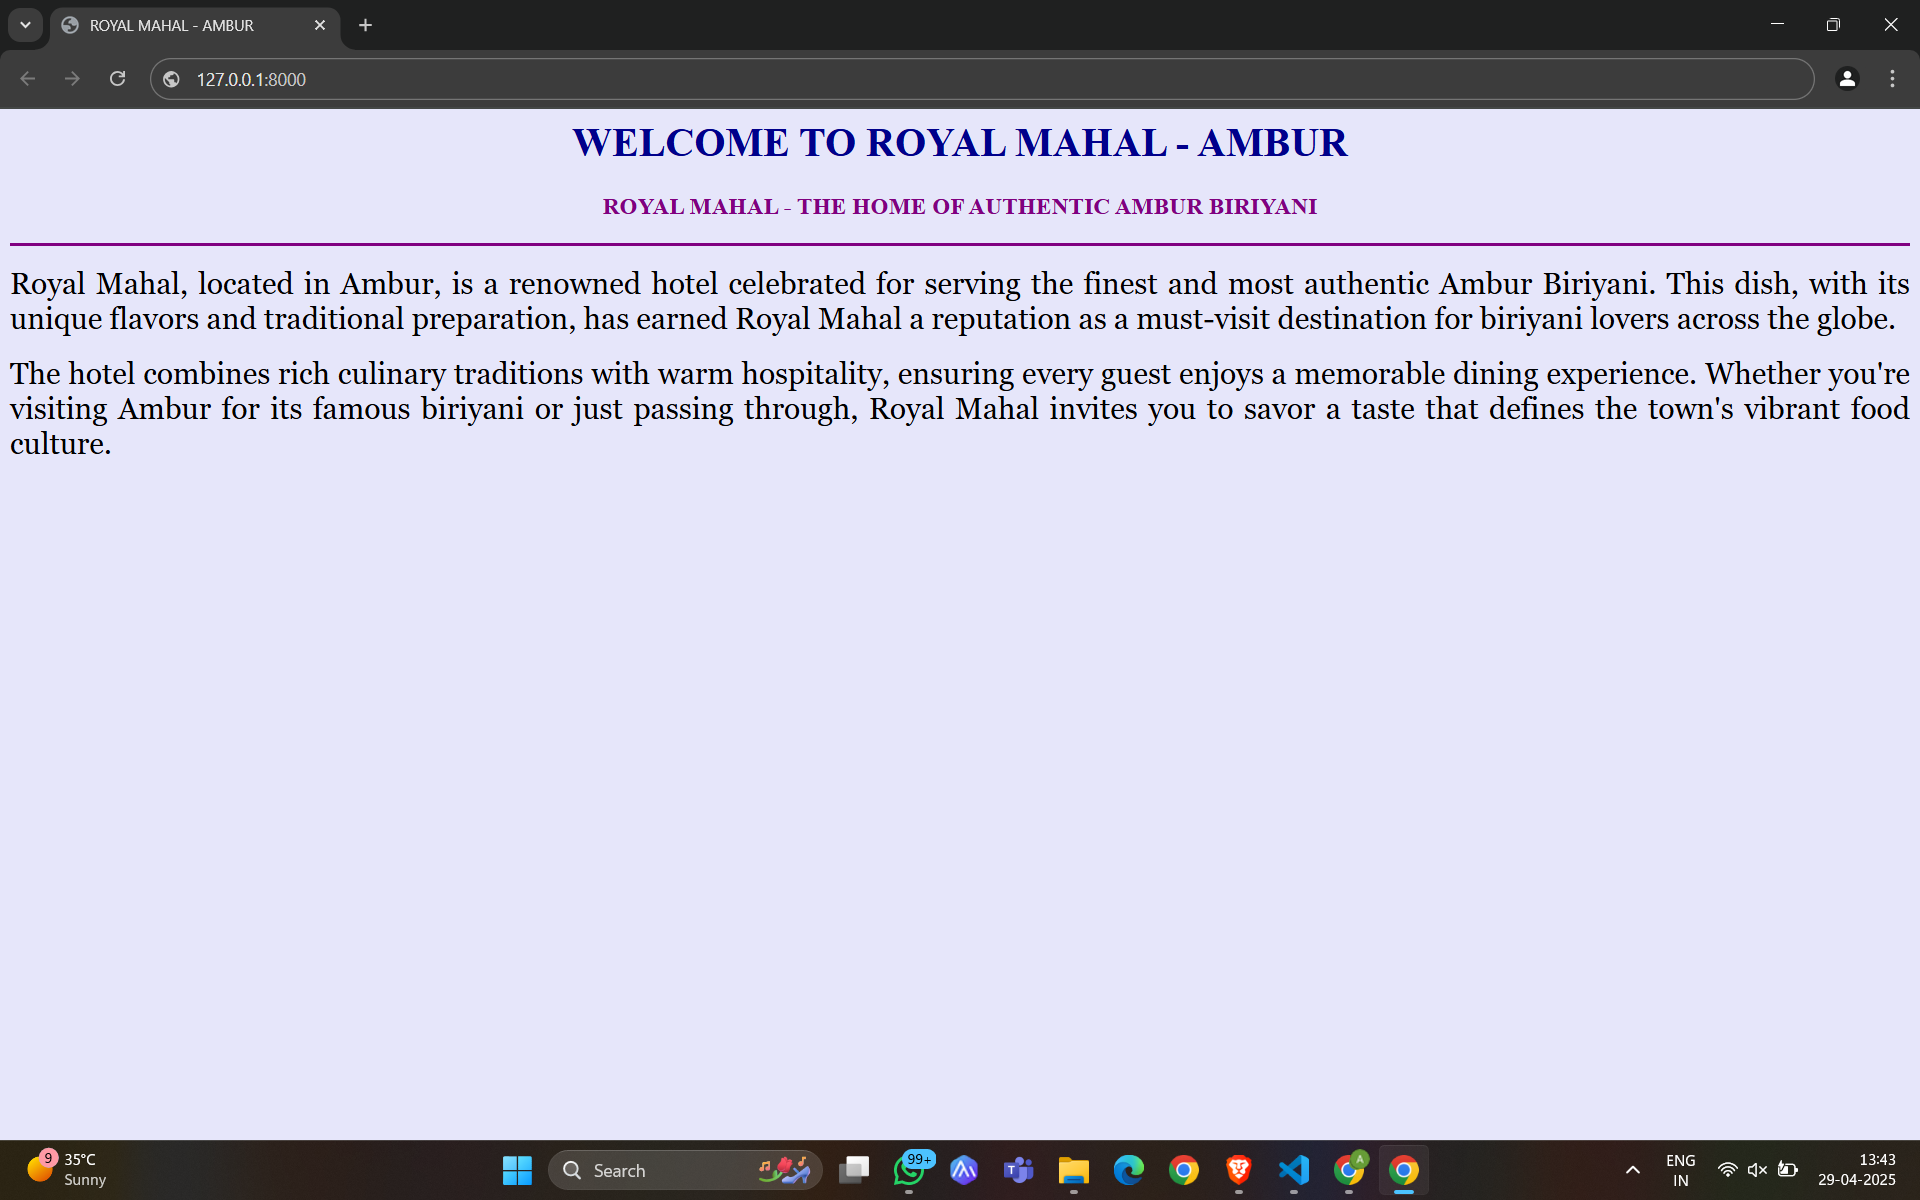 ROYAL MAHAL - AMBUR
127.0.0.1:8000
WELCOME TO ROYAL MAHAL - AMBUR
ROYAL MAHAL - THE HOME OF AUTHENTIC AMBUR BIRIYANI
Royal Mahal, located in Ambur, is a renowned hotel celebrated for serving the finest and most authentic Ambur Biriyani. This dish, with its
unique flavors and traditional preparation, has earned Royal Mahal a reputation as a must-visit destination for biriyani lovers across the globe.
The hotel combines rich culinary traditions with warm hospitality, ensuring every guest enjoys a memorable dining experience. Whether you're
visiting Ambur for its famous biriyani or just passing through, Royal Mahal invites you to savor a taste that defines the town's vibrant food
culture.
9
35°C
Sunny
Search
99+
T
A
ENG
IN
13:43
29-04-2025